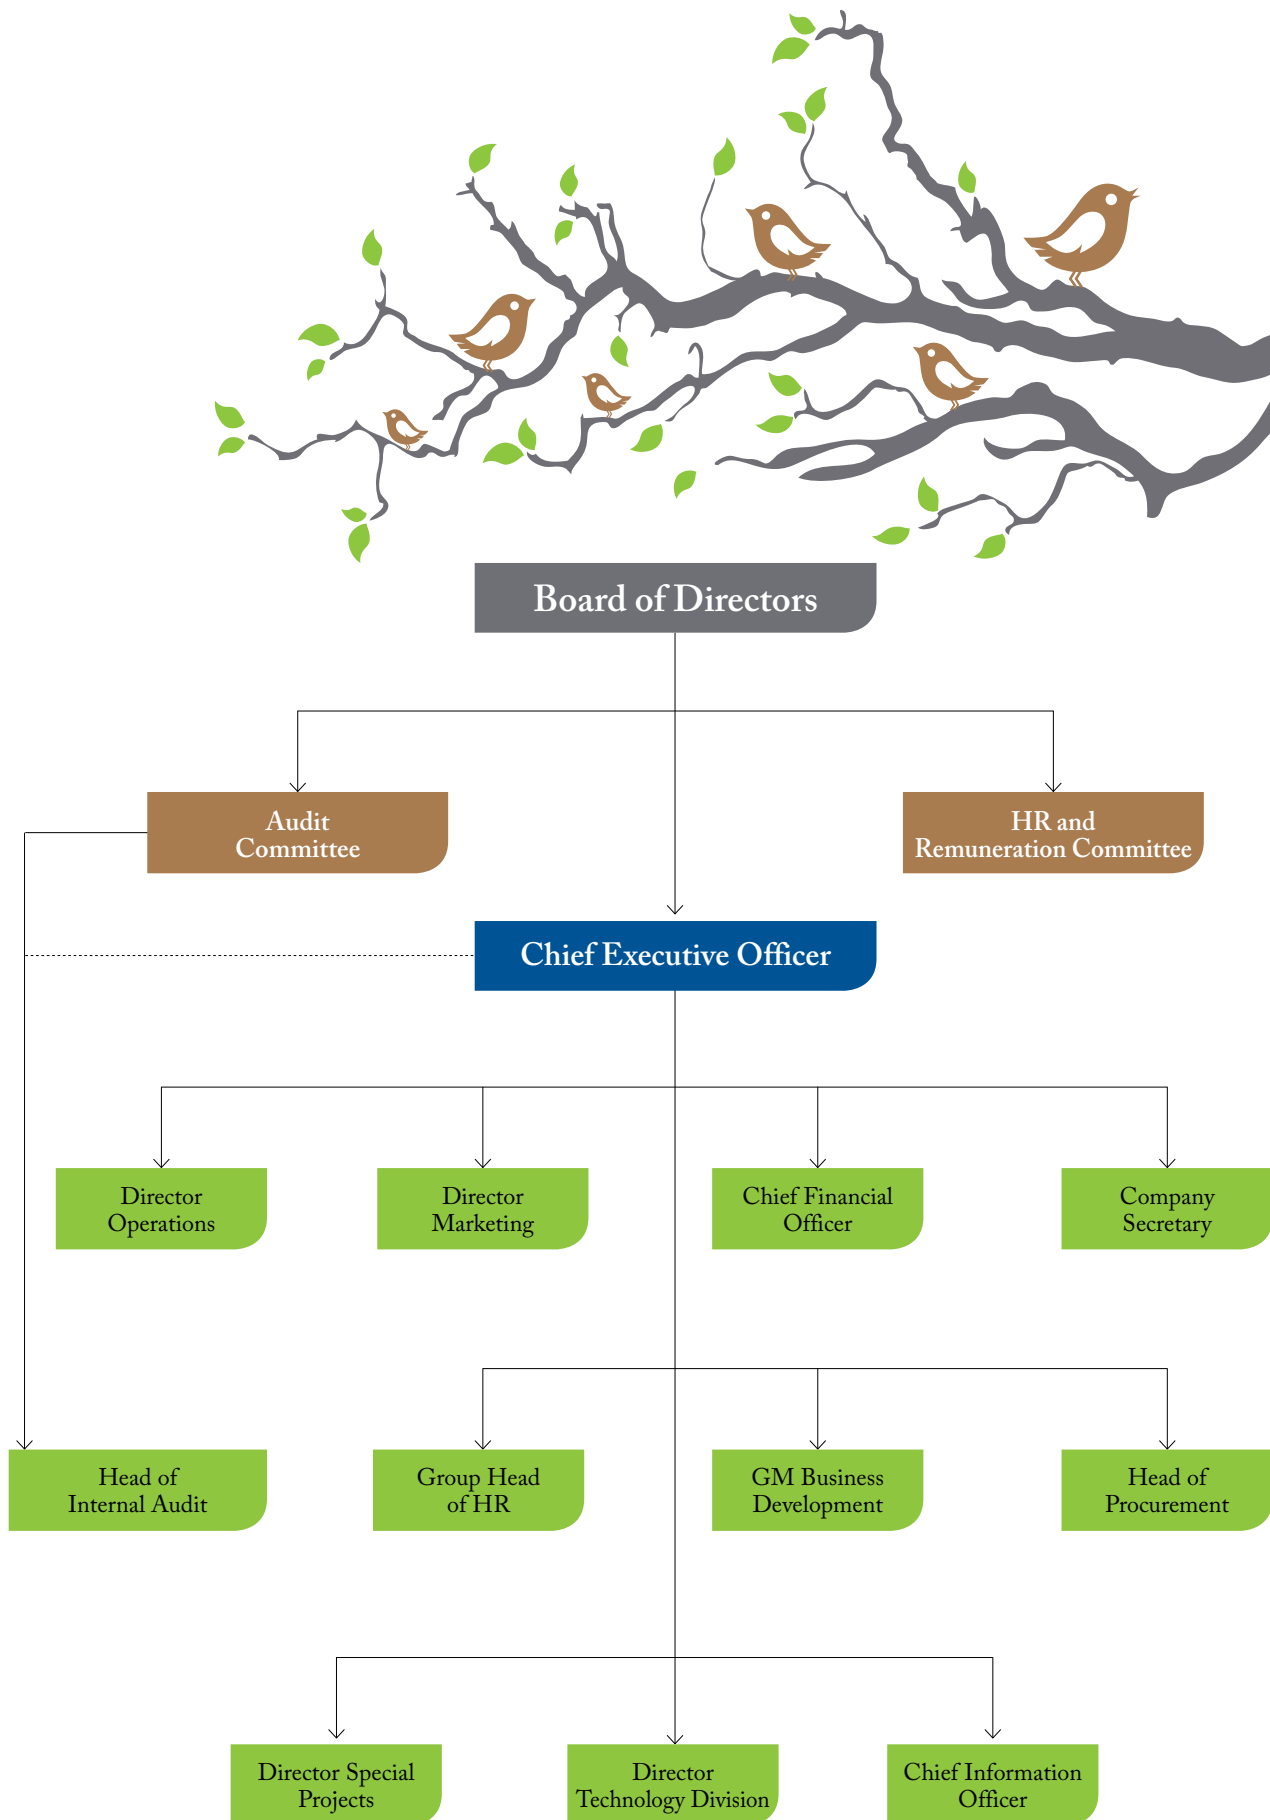 Board of Directors
Audit
Committee
HR and
Remuneration Committee
Chief Executive Officer
Director
Operations
Director
Marketing
Chief Financial
Officer
Company
Secretary
Head of
Internal Audit
Group Head
of HR
GM Business
Development
Head of
Procurement
Director Special
Projects
Director
Technology Division
Chief Information
Officer